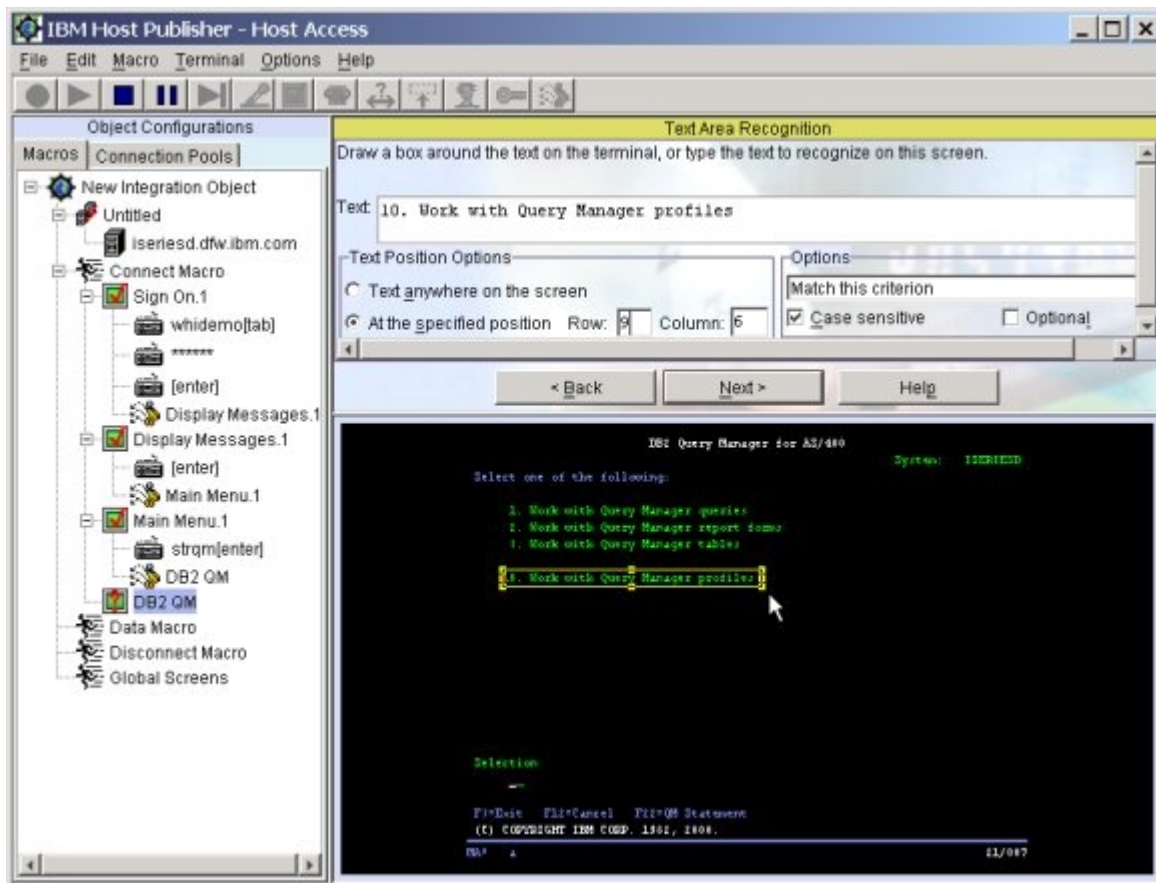 IBM Host Publisher - Host Access
File Edit Macro Terminal Options Help
Object Configurations
Macros Connection Pools
New Integration Object
Untitled
iseriesd.dfw.ibm.com
Connect Macro
Sign On.1
whidemo[tab]
******
[enter]
Display Messages.1
Display Messages.1
[enter]
Main Menu.1
Main Menu.1
strqm[enter]
DB2 QM
DB2 QM
Data Macro
Disconnect Macro
Global Screens
Text Area Recognition
Draw a box around the text on the terminal, or type the text to recognize on this screen.
Text: 10. Work with Query Manager profiles
Text Position Options
Text anywhere on the screen
At the specified position Row: 9 Column: 6
Options
Match this criterion
Case sensitive Optional
< Back Next > Help
DB2 Query Manager for AS/400
System: ISERIESD
Select one of the following:
1. Work with Query Manager queries
2. Work with Query Manager report forms
3. Work with Query Manager tables
10. Work with Query Manager profiles
Selection
F3=Exit F12=Cancel F22=QM Statement
(C) COPYRIGHT IBM CORP. 1982, 2000.
21/007